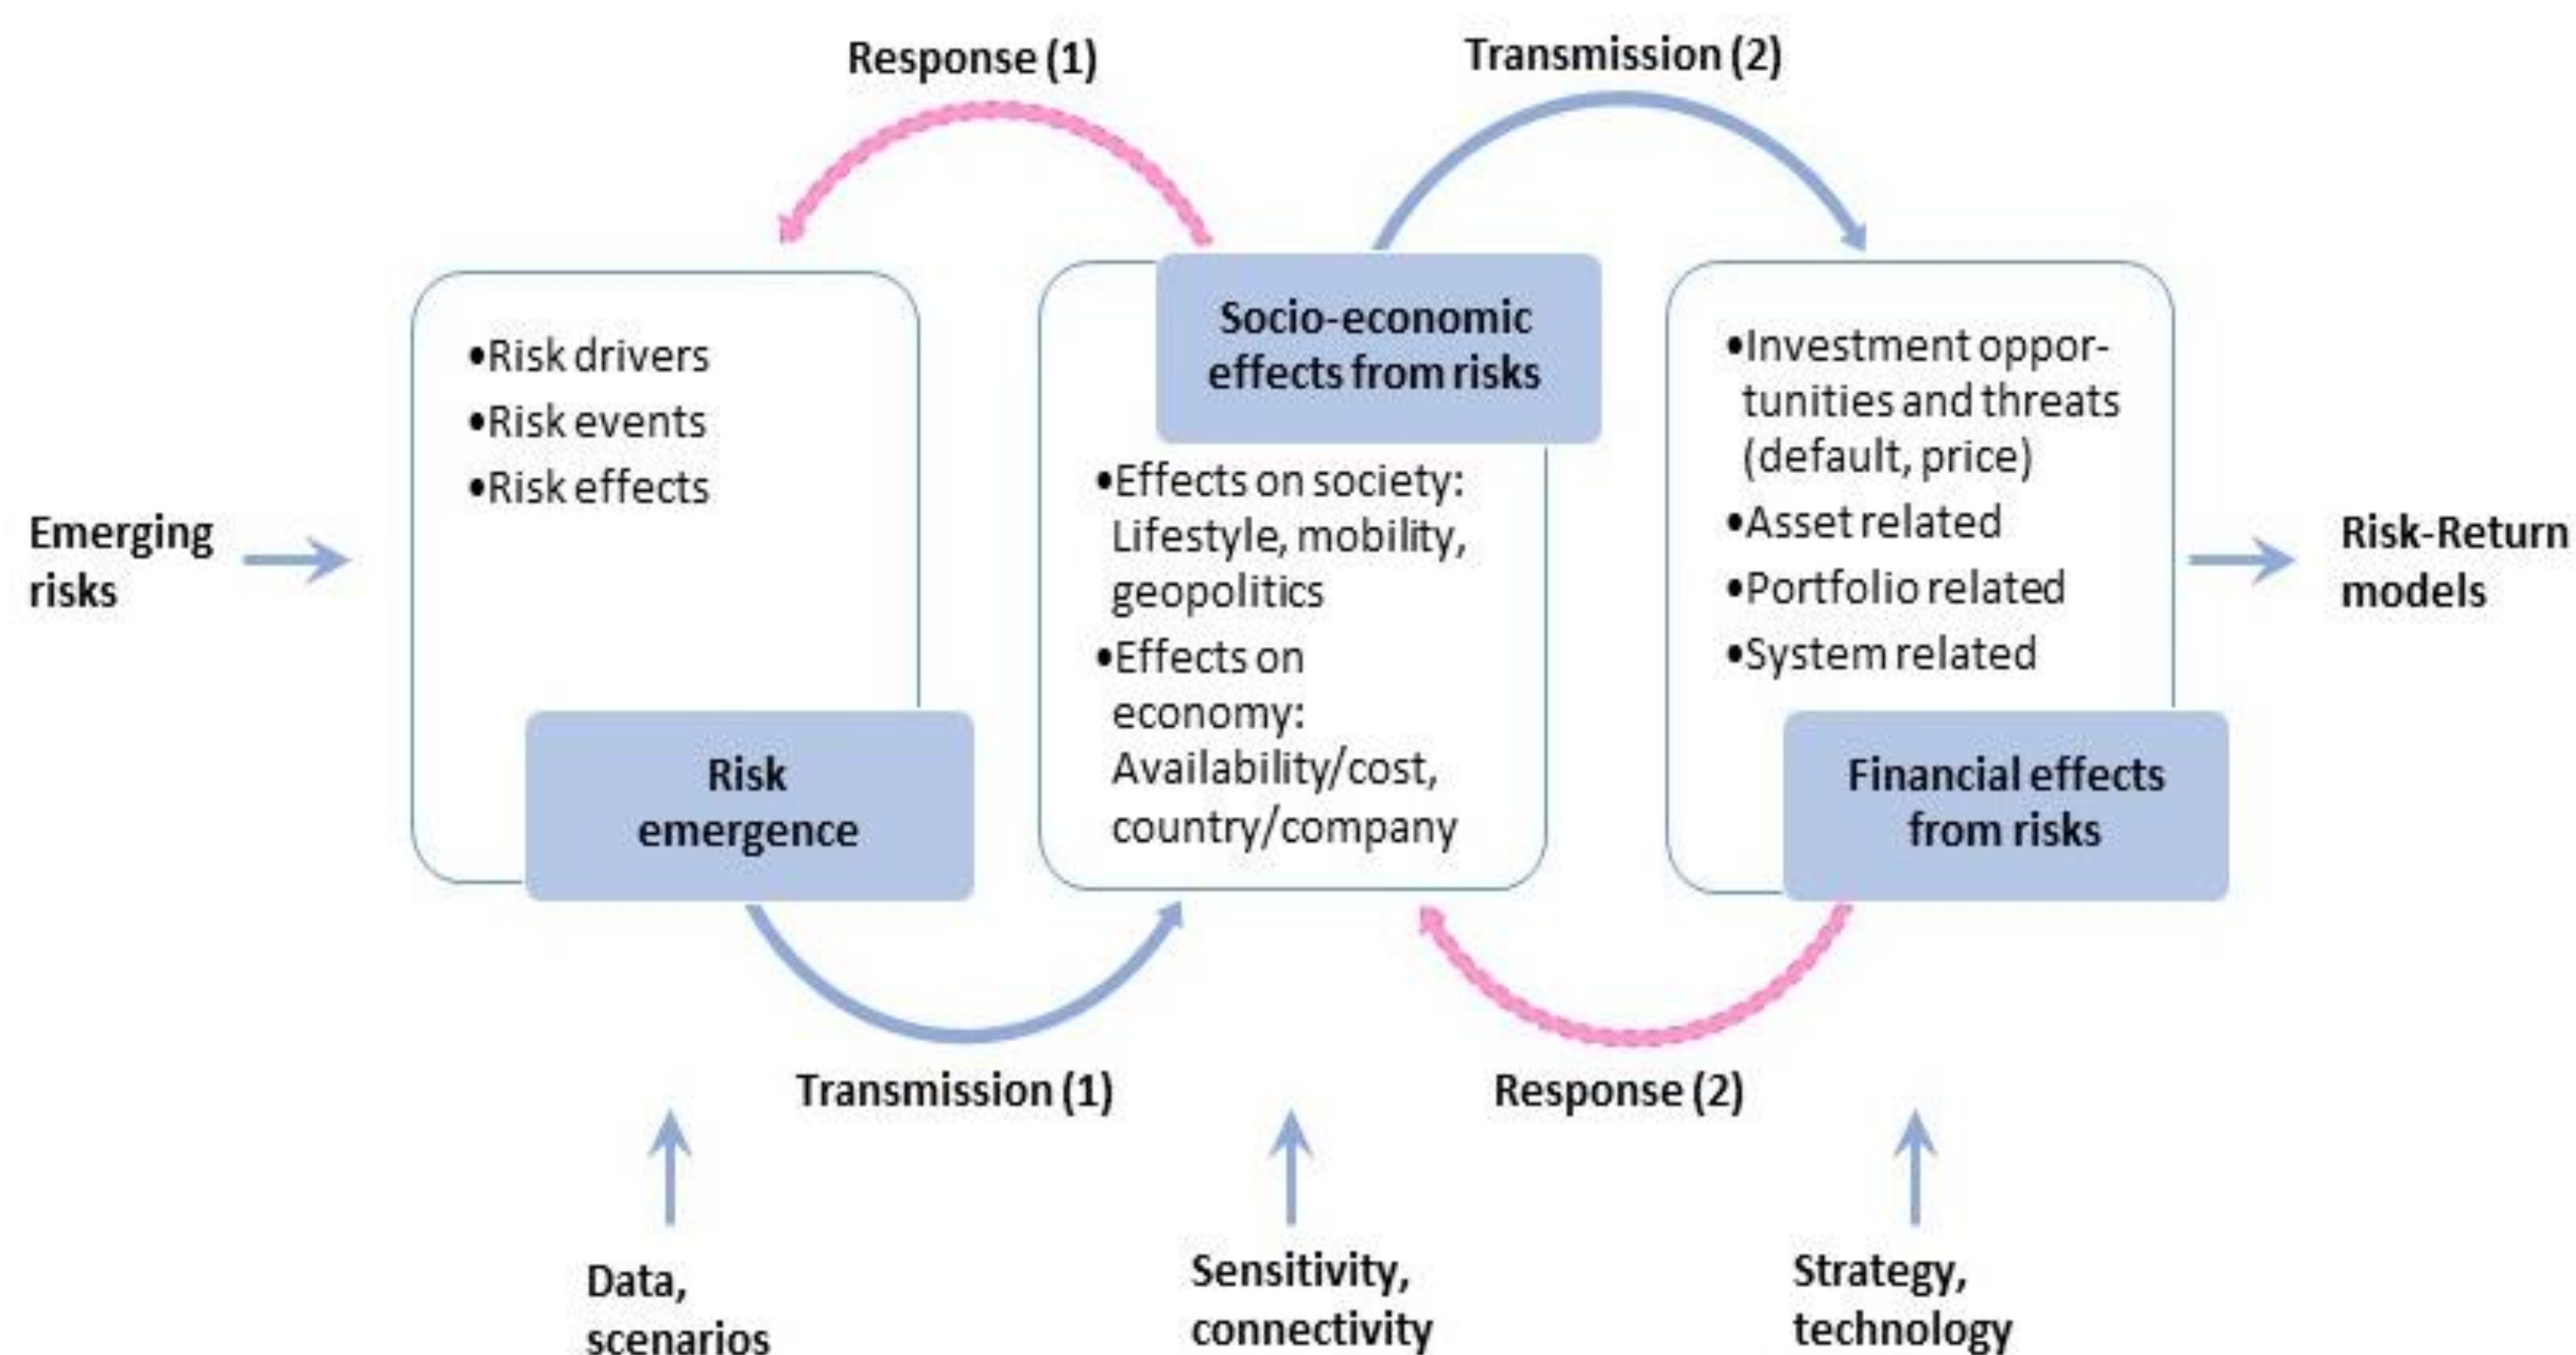 Response (1)
Transmission (2)
Emerging
risks
•Risk drivers
•Risk events
•Risk effects
Risk
emergence
Socio-economic
effects from risks
•Effects on society:
Lifestyle, mobility,
geopolitics
•Effects on
economy:
Availability/cost,
country/company
•Investment oppor-
tunities and threats
(default, price)
•Asset related
•Portfolio related
•System related
Financial effects
from risks
Risk-Return
models
Transmission (1)
Response (2)
Data,
scenarios
Sensitivity,
connectivity
Strategy,
technology